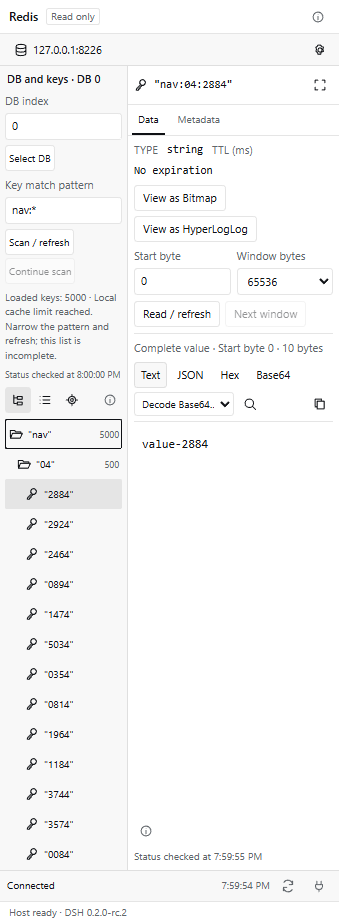 Redis Read only
127.0.0.1:8226
DB and keys · DB 0
DB index
0
Select DB
Key match pattern
nav:*
Scan / refresh
Continue scan
Loaded keys: 5000 · Local
cache limit reached.
Narrow the pattern and
refresh; this list is
incomplete.
Status checked at 8:00:00 PM
"nav" 5000
"04" 500
"2884"
"2924"
"2464"
"0894"
"1474"
"5034"
"0354"
"0814"
"1964"
"1184"
"3744"
"3574"
"0084"
"nav:04:2884"
Data Metadata
TYPE string TTL (ms)
No expiration
View as Bitmap
View as HyperLogLog
Start byte Window bytes
0 65536
Read / refresh Next window
Complete value · Start byte 0 · 10 bytes
Text JSON Hex Base64
Decode Base64..
value-2884
Status checked at 7:59:55 PM
Connected 7:59:54 PM
Host ready · DSH 0.2.0-rc.2